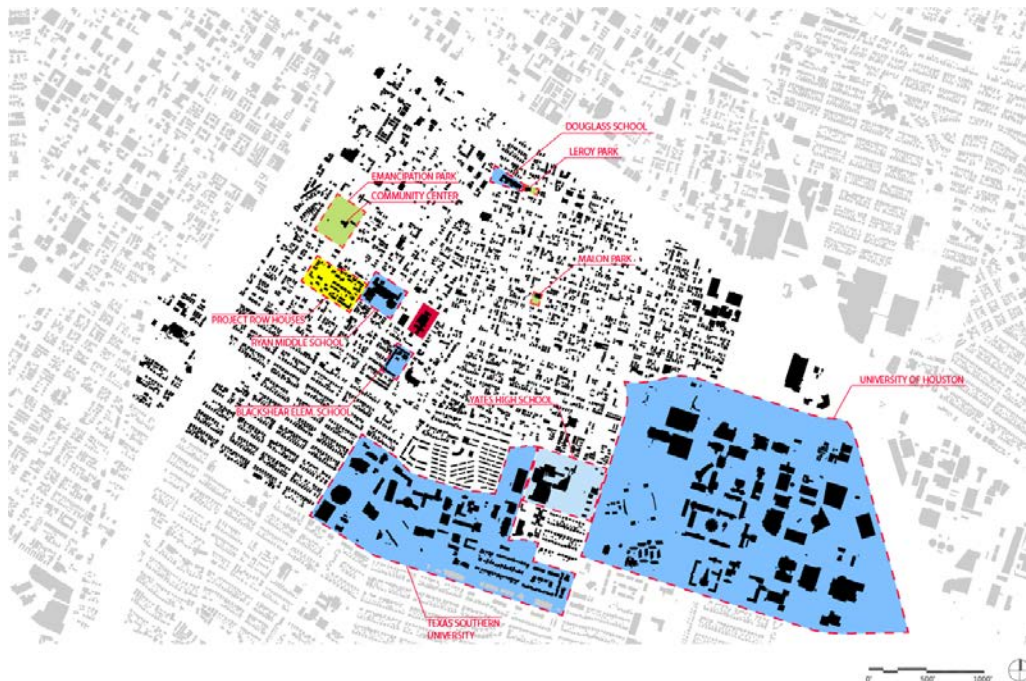 DOUGLASS SCHOOL
LEROY PARK
EMANCIPATION PARK
COMMUNITY CENTER
MALON PARK
PROJECT ROW HOUSES
RYAN MIDDLE SCHOOL
UNIVERSITY OF HOUSTON
YATES HIGH SCHOOL
BLACKSHEAR ELEM. SCHOOL
TEXAS SOUTHERN
UNIVERSITY
0' 500' 1000'